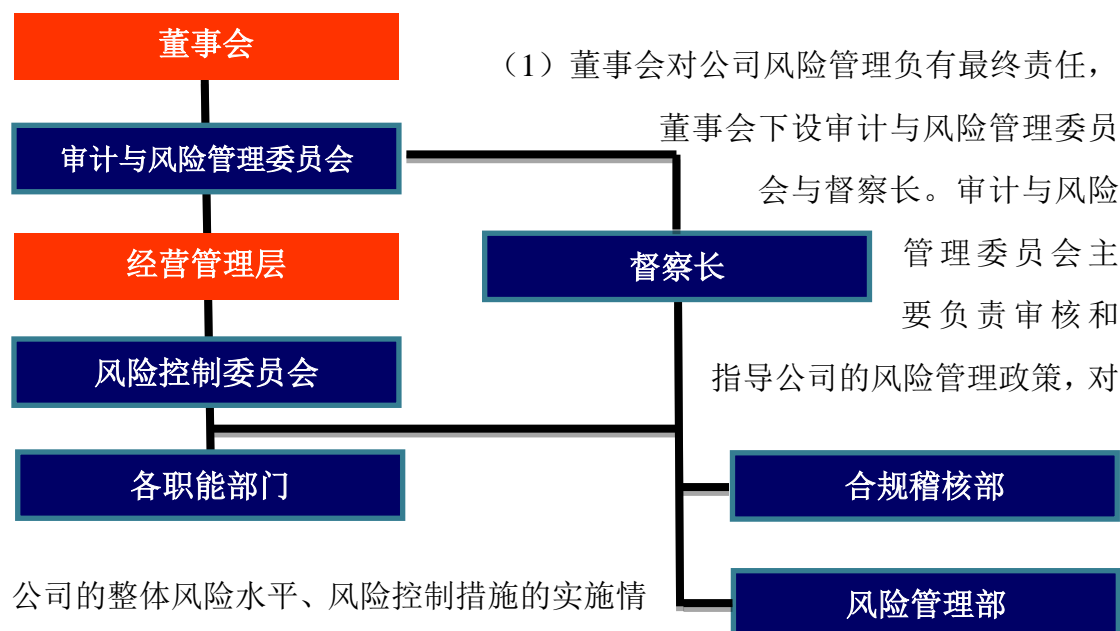 董事会
（1）董事会对公司风险管理负有最终责任，
董事会下设审计与风险管理委员
审计与风险管理委员会
会与督察长。审计与风险
经营管理层
督察长
管理委员会主
要负责审核和
风险控制委员会
指导公司的风险管理政策，对
各职能部门
合规稽核部
公司的整体风险水平、风险控制措施的实施情
风险管理部